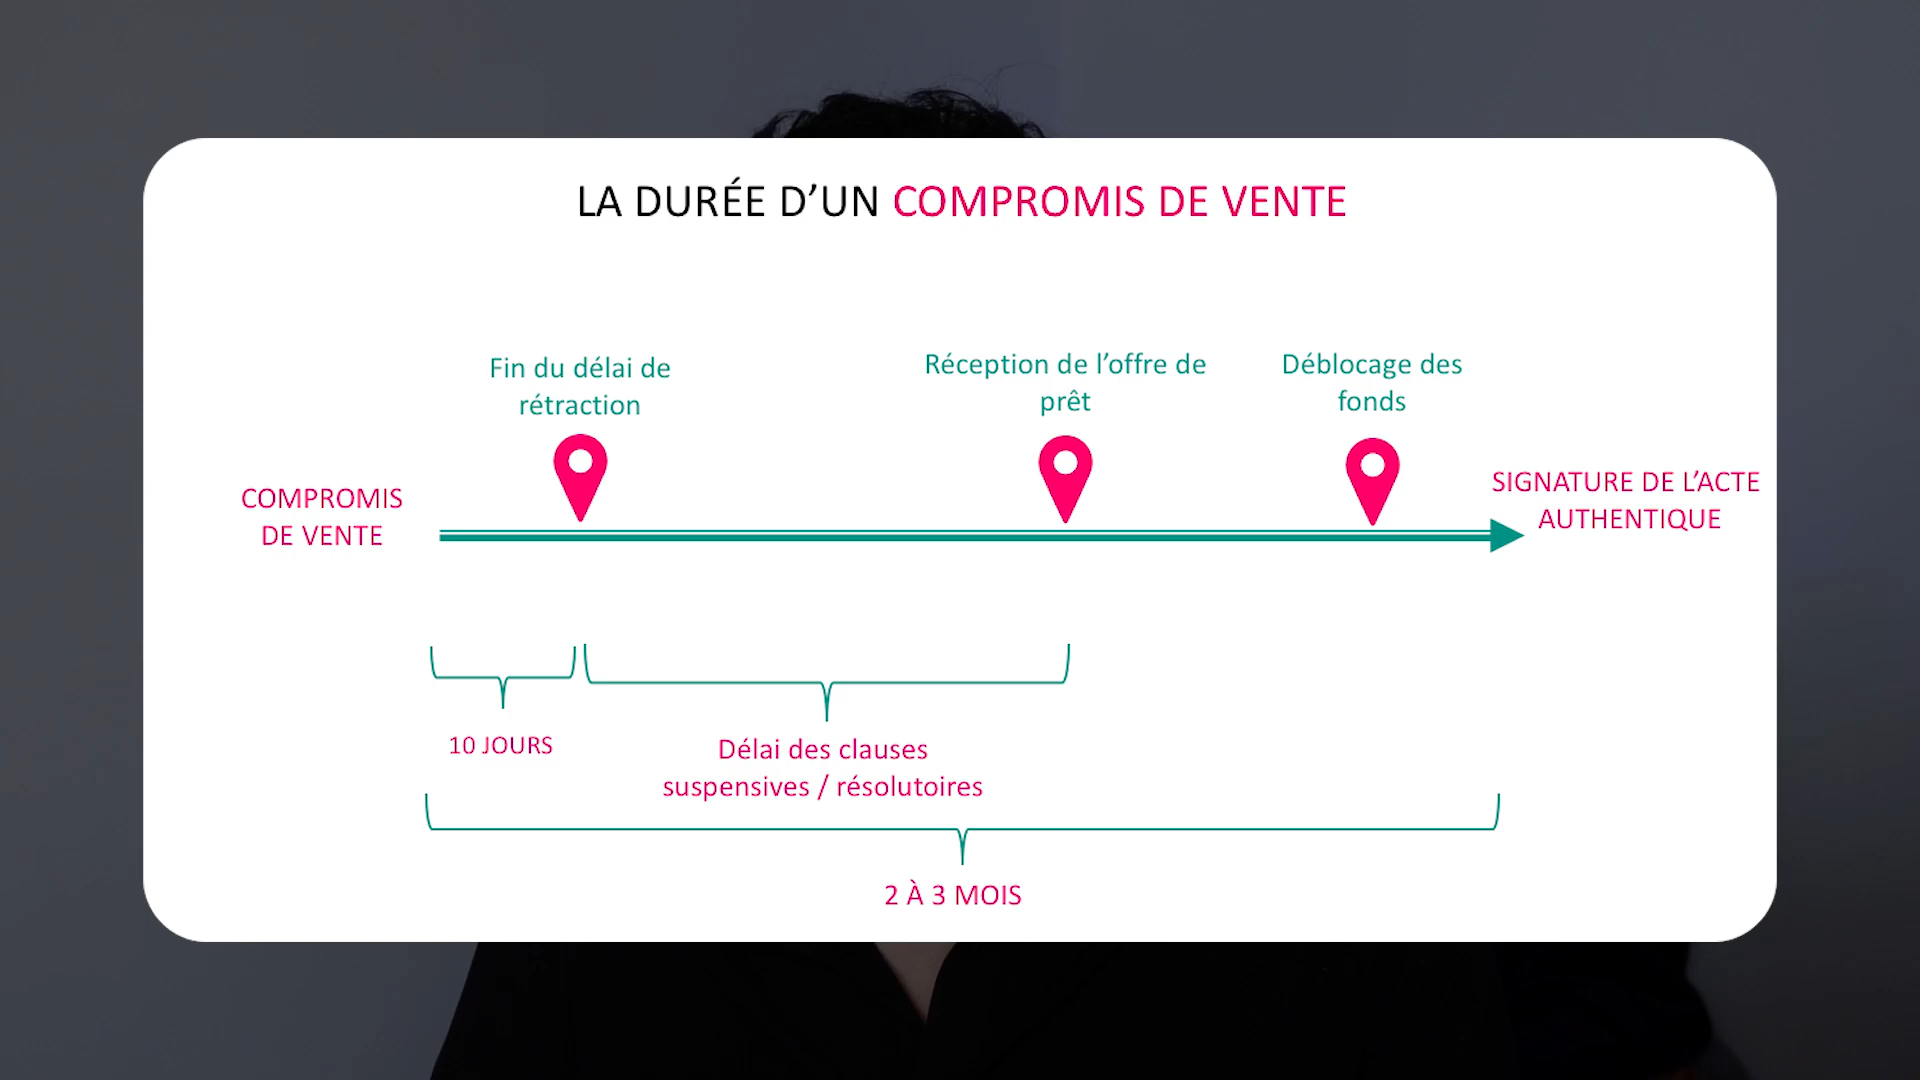 LA DURÉE D’UN COMPROMIS DE VENTE
Fin du délai de
rétraction
Réception de l’offre de
prêt
Déblocage des
fonds
COMPROMIS
DE VENTE
SIGNATURE DE L’ACTE
AUTHENTIQUE
10 JOURS
Délai des clauses
suspensives / résolutoires
2 À 3 MOIS